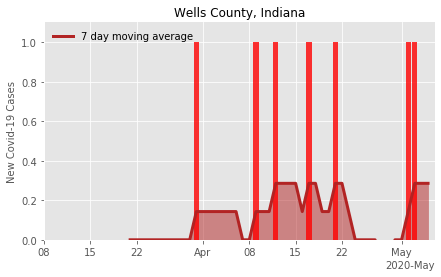 Wells County, Indiana
7 day moving average
New Covid-19 Cases
1.0
0.8
0.6
0.4
0.2
0.0
08
15
22
Apr
08
15
22
May
2020-May